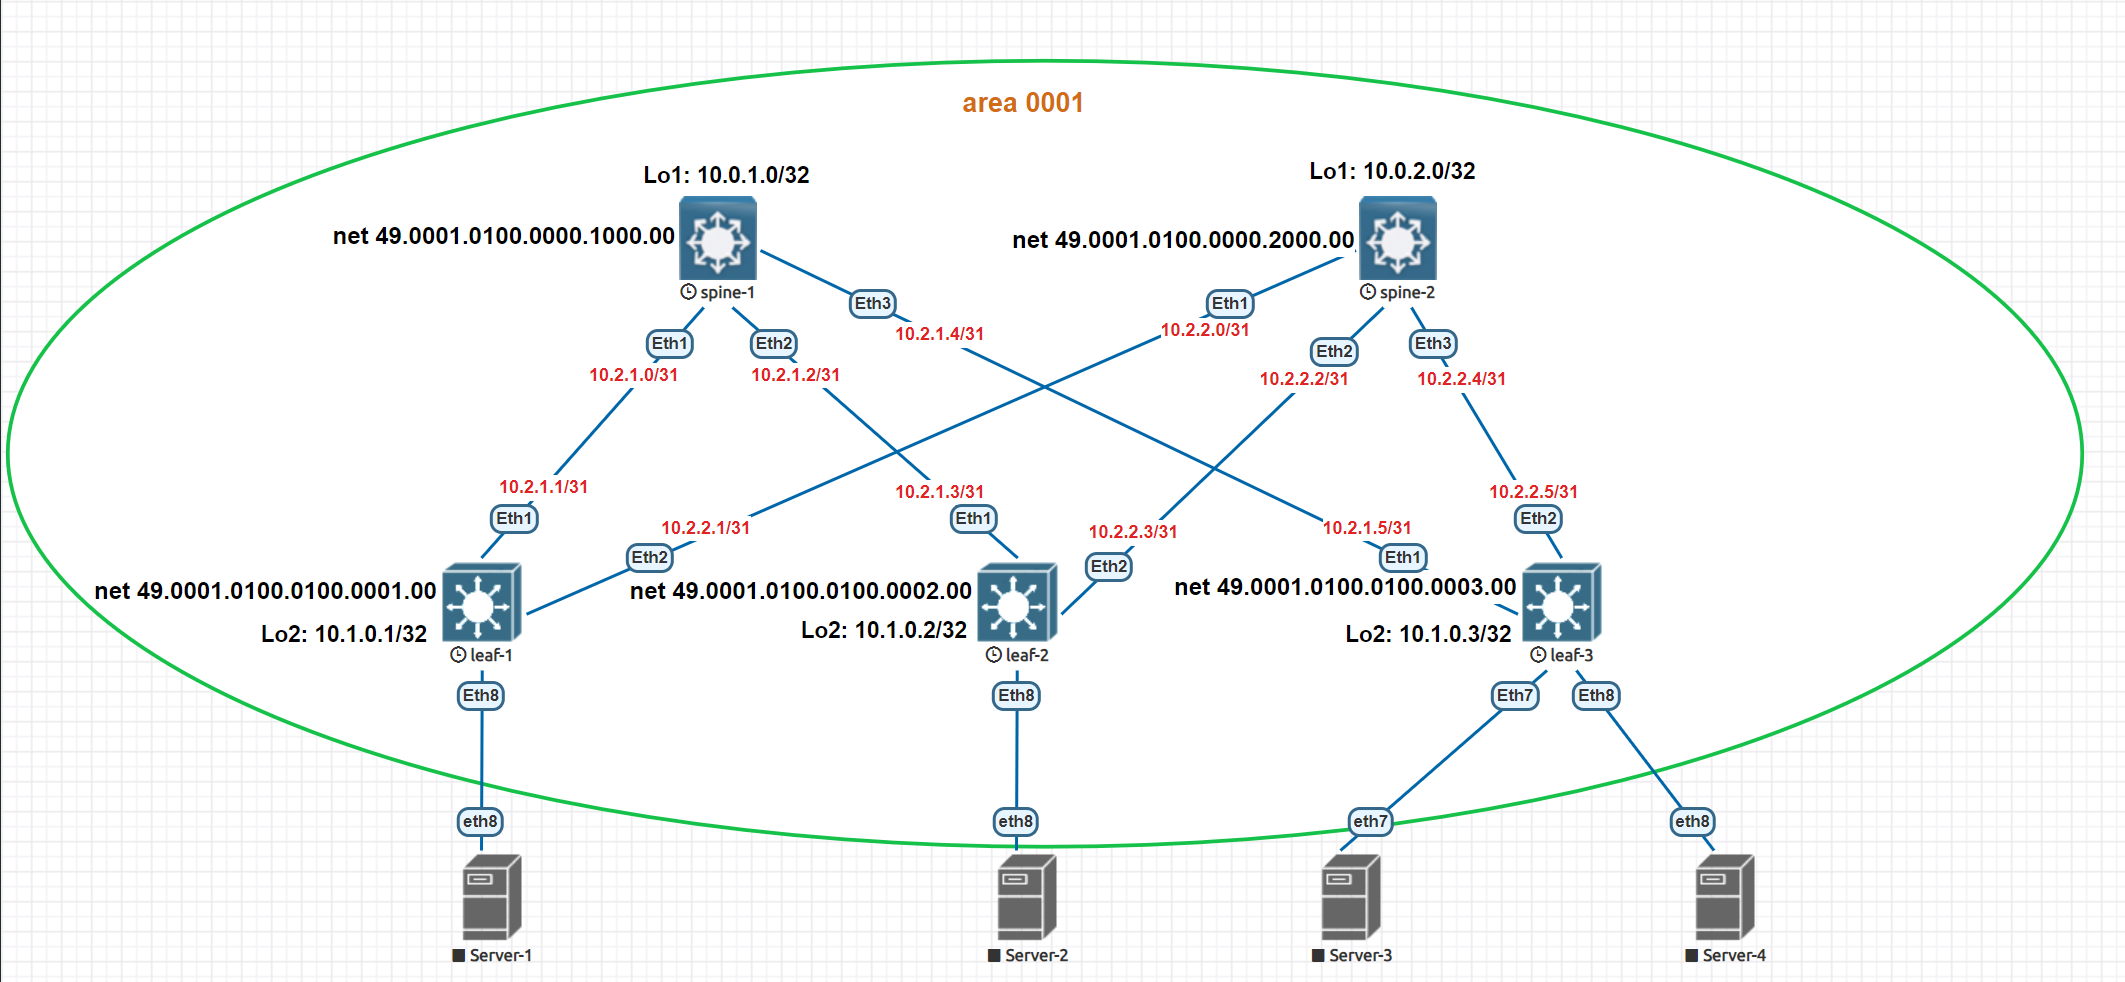 area 0001
Lo1: 10.0.1.0/32
Lo1: 10.0.2.0/32
net 49.0001.0100.0000.1000.00
net 49.0001.0100.0000.2000.00
spine-1
spine-2
Eth3
Eth1
10.2.1.4/31
10.2.2.0/31
Eth1
Eth2
Eth2
Eth3
10.2.1.0/31
10.2.1.2/31
10.2.2.2/31
10.2.2.4/31
10.2.1.1/31
10.2.1.3/31
10.2.2.5/31
Eth1
Eth1
Eth2
10.2.2.1/31
10.2.2.3/31
10.2.1.5/31
Eth2
Eth2
Eth1
net 49.0001.0100.0100.0001.00
net 49.0001.0100.0100.0002.00
net 49.0001.0100.0100.0003.00
Lo2: 10.1.0.1/32
Lo2: 10.1.0.2/32
Lo2: 10.1.0.3/32
leaf-1
leaf-2
leaf-3
Eth8
Eth8
Eth7
Eth8
eth8
eth8
eth7
eth8
Server-1
Server-2
Server-3
Server-4